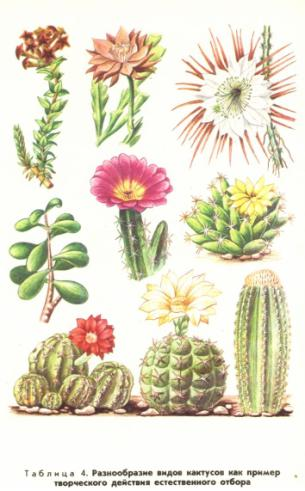 Таблица 4. Разнообразие видов кактусов как пример
творческого действия естественного отбора